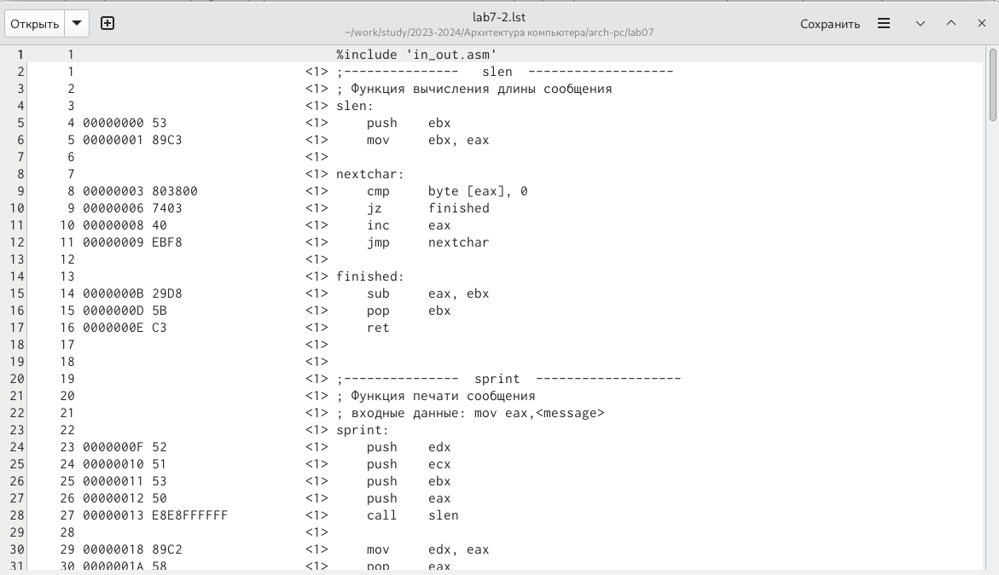 Открыть
lab7-2.lst
~/work/study/2023-2024/Архитектура компьютера/arch-pc/lab07
Сохранить
1 1 %include 'in_out.asm'
2 1 <1> ;--------------- slen -------------------
3 2 <1> ; Функция вычисления длины сообщения
4 3 <1> slen:
5 4 00000000 53 <1> push ebx
6 5 00000001 89C3 <1> mov ebx, eax
7 6 <1>
8 7 <1> nextchar:
9 8 00000003 803800 <1> cmp byte [eax], 0
10 9 00000006 7403 <1> jz finished
11 10 00000008 40 <1> inc eax
12 11 00000009 EBF8 <1> jmp nextchar
13 12 <1>
14 13 <1> finished:
15 14 0000000B 29D8 <1> sub eax, ebx
16 15 0000000D 5B <1> pop ebx
17 16 0000000E C3 <1> ret
18 17 <1>
19 18 <1>
20 19 <1> ;--------------- sprint -------------------
21 20 <1> ; Функция печати сообщения
22 21 <1> ; входные данные: mov eax,<message>
23 22 <1> sprint:
24 23 0000000F 52 <1> push edx
25 24 00000010 51 <1> push ecx
26 25 00000011 53 <1> push ebx
27 26 00000012 50 <1> push eax
28 27 00000013 E8E8FFFFFF <1> call slen
29 28 <1>
30 29 00000018 89C2 <1> mov edx, eax
31 30 0000001A 58 <1> pop eax